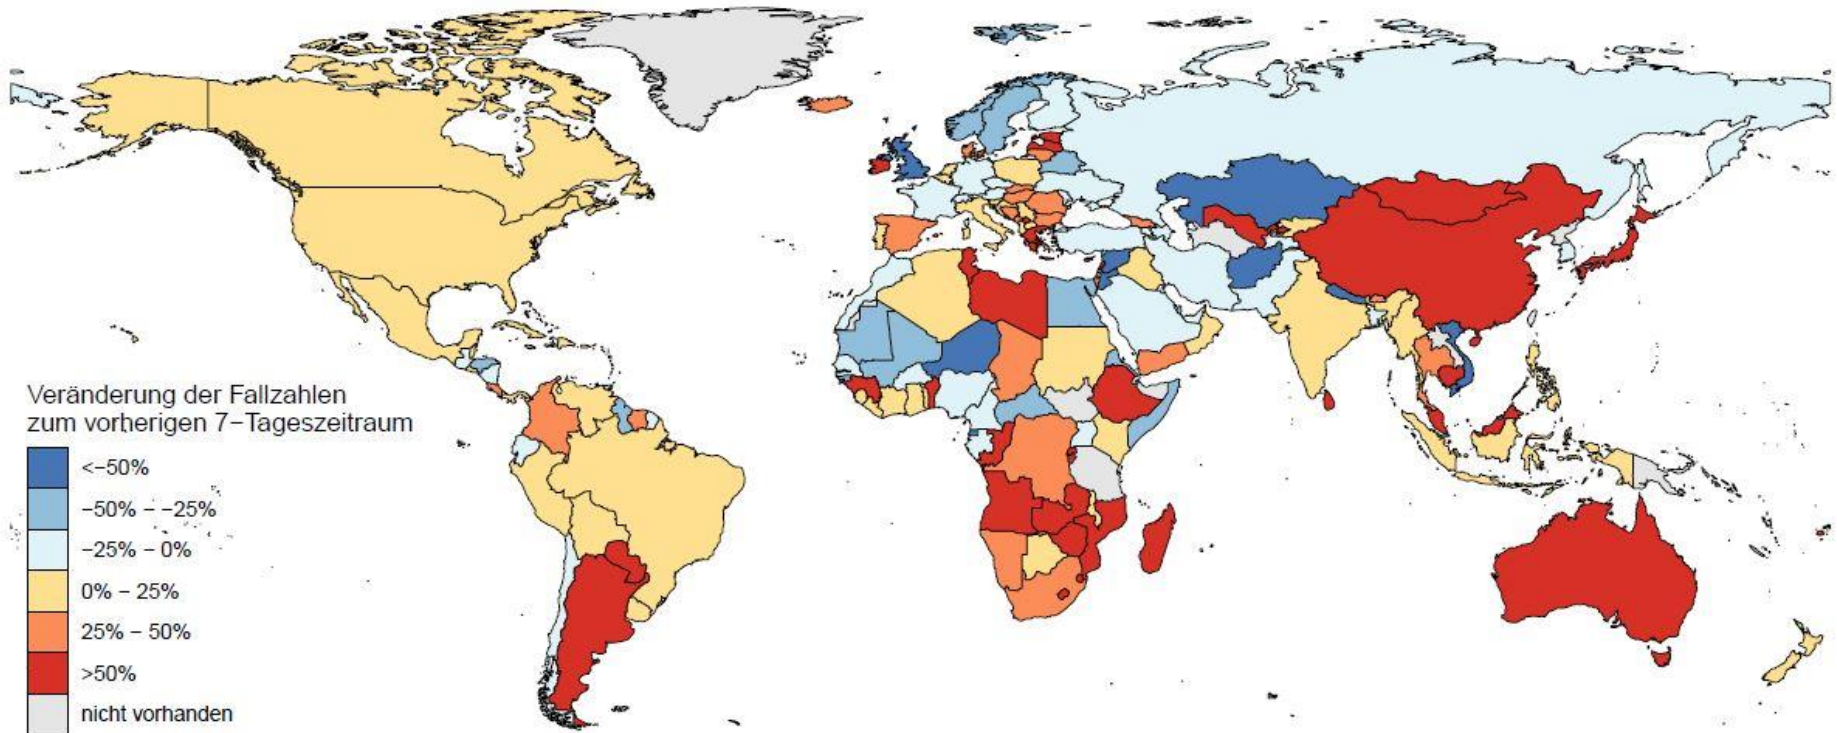 Veränderung der Fallzahlen
zum vorherigen 7−Tageszeitraum
<−50%
−50% − −25%
−25% − 0%
0% − 25%
25% − 50%
>50%
nicht vorhanden